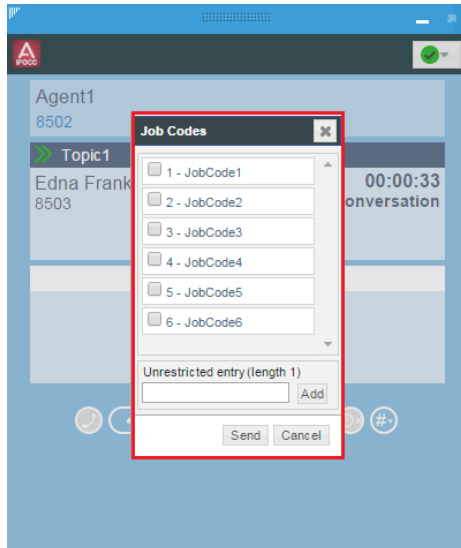 IPOCC
Agent1
8502
Job Codes
Topic1
Edna Frank
00:00:33
8503
onversation
1 - JobCode1
2 - JobCode2
3 - JobCode3
4 - JobCode4
5 - JobCode5
6 - JobCode6
Unrestricted entry (length 1)
Add
Send Cancel
#